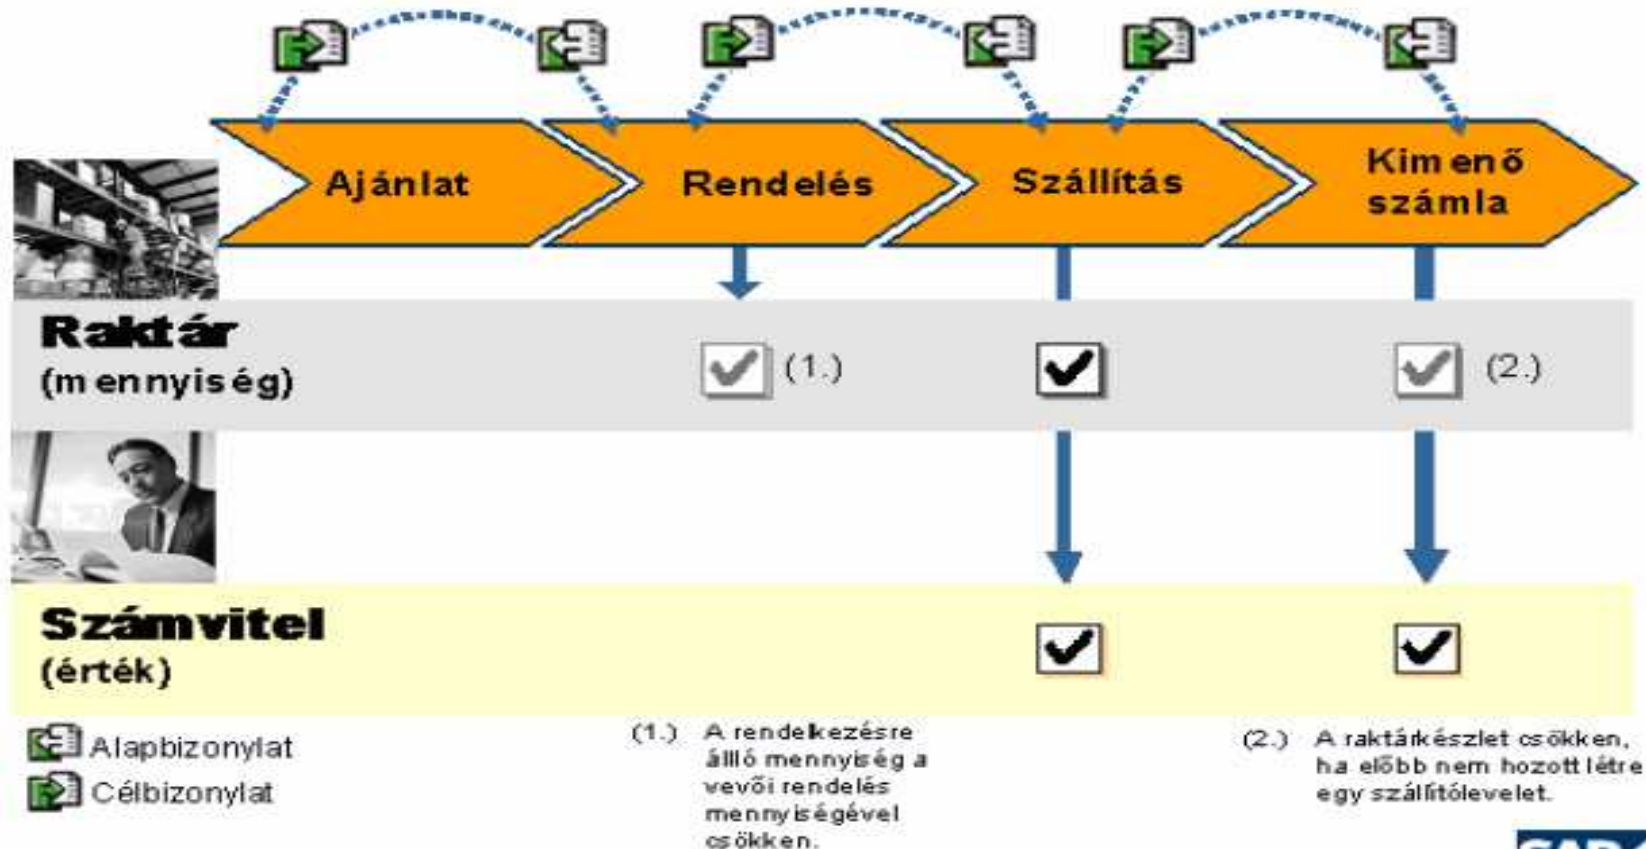 Ajánlat
Rendelés
Szállítás
Kimenő
számla
Raktár
(mennyiség)
(1.)
(2.)
Számvitel
(érték)
Alapbizonylat
Célbizonylat
(1.) A rendelkezésre
állló mennyiség a
vevői rendelés
mennyiségével
csökken.
(2.) A raktárkészlet csökken,
ha előbb nem hozott létre
egy szállítólevelet.